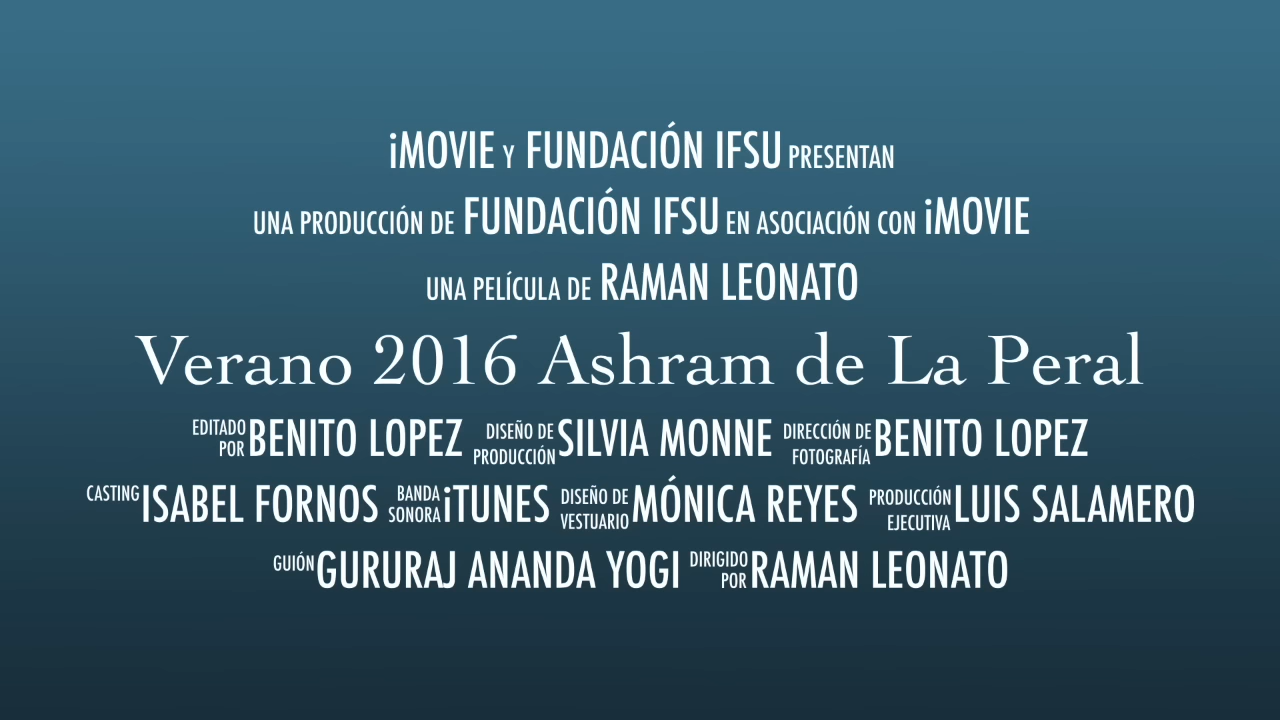 iMOVIE Y FUNDACIÓN IFSU PRESENTAN
UNA PRODUCCIÓN DE FUNDACIÓN IFSU EN ASOCIACIÓN CON iMOVIE
UNA PELÍCULA DE RAMAN LEONATO
Verano 2016 Ashram de La Peral
EDITADO POR BENITO LOPEZ DISEÑO DE PRODUCCIÓN SILVIA MONNE DIRECCIÓN DE FOTOGRAFÍA BENITO LOPEZ
CASTING ISABEL FORNOS BANDA SONORA iTUNES DISEÑO DE VESTUARIO MÓNICA REYES PRODUCCIÓN EJECUTIVA LUIS SALAMERO
GUIÓN GURURAJ ANANDA YOGI DIRIGIDO POR RAMAN LEONATO